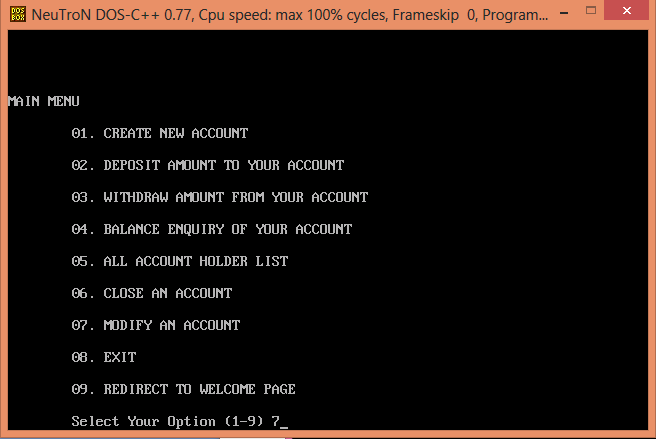 DOS
BOX
NeuTroN DOS-C++ 0.77, Cpu speed: max 100% cycles, Frameskip 0, Program...
MAIN MENU
01. CREATE NEW ACCOUNT
02. DEPOSIT AMOUNT TO YOUR ACCOUNT
03. WITHDRAW AMOUNT FROM YOUR ACCOUNT
04. BALANCE ENQUIRY OF YOUR ACCOUNT
05. ALL ACCOUNT HOLDER LIST
06. CLOSE AN ACCOUNT
07. MODIFY AN ACCOUNT
08. EXIT
09. REDIRECT TO WELCOME PAGE
Select Your Option (1-9) 7_